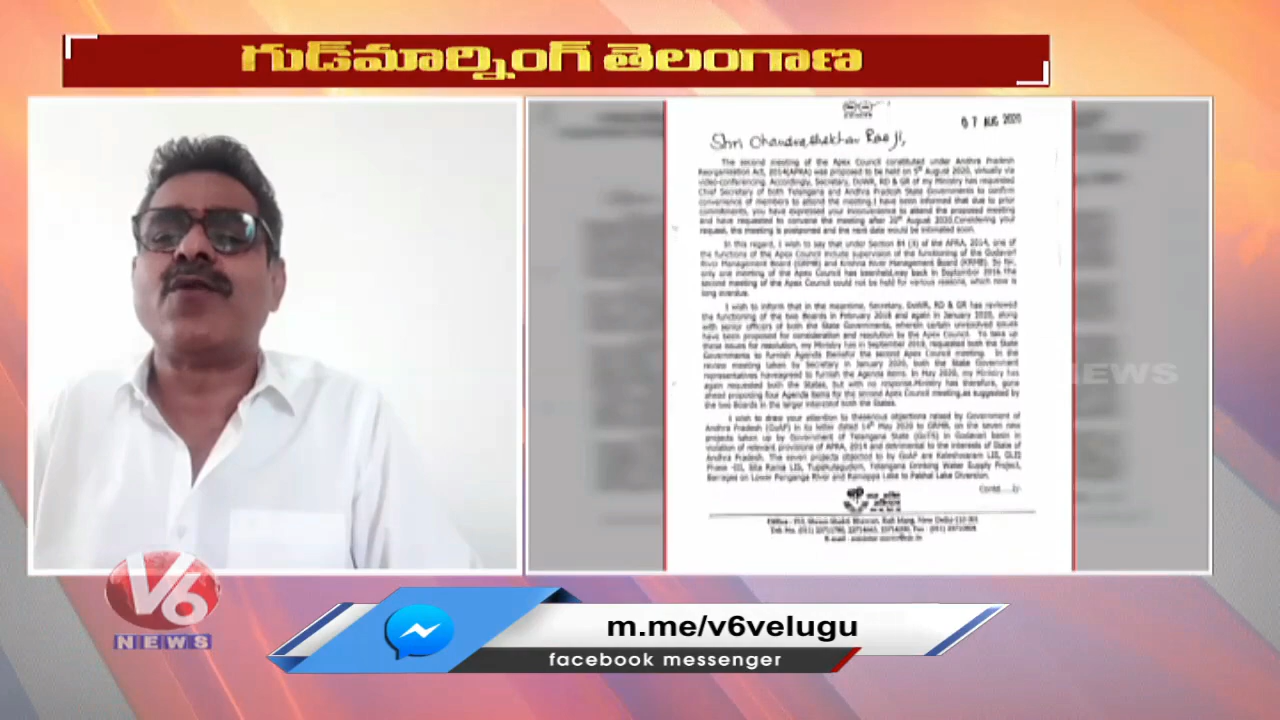 గుడ్‌మార్నింగ్ తెలంగాణ
07 AUG 2020
Shri Chandrashekhar Rao ji,
The second meeting of the Apex Council constituted under Andhra Pradesh
Reorganisation Act, 2014(APRA) was proposed to be held on 5th August 2020, virtually via
video-conferencing. Accordingly, Secretary, DoWR, RD & GR of my Ministry has requested
Chief Secretary of both Telangana and Andhra Pradesh State Governments to confirm
convenience of members to attend the meeting.I have been informed that due to prior
commitments, you have expressed your inconvenience to attend the proposed meeting
and have requested to convene the meeting after 20th August 2020.Considering your
request, the meeting is postponed and the next date would be intimated soon.
In this regard, I wish to say that under Section 84 (3) of the APRA, 2014, one of
the functions of the Apex Council include supervision of the functioning of the Godavari
River Management Board (GRMB) and Krishna River Management Board (KRMB). So far,
only one meeting of the Apex Council has beenheld,way back in September 2016.The
second meeting of the Apex Council could not be held for various reasons, which now is
long overdue.
I wish to inform that in the meantime, Secretary, DoWR, RD & GR has reviewed
the functioning of the two Boards in February 2018 and again in January 2020, along
with senior officers of both the State Governments, wherein certain unresolved issues
have been proposed for consideration and resolution by the Apex Council. To take up
these issues for resolution, my Ministry has in September 2018, requested both the State
Governments to furnish Agenda Itemsfor the second Apex Council meeting. In the
review meeting taken by Secretary in January 2020, both the State Government
representatives haveagreed to furnish the Agenda items. In May 2020, my Ministry has
again requested both the States, but with no response.Ministry has therefore, gone
ahead proposing four Agenda items for the second Apex Council meeting,as suggested by
the two Boards in the larger interestof both the States.
I wish to draw your attention to theserious objections raised by Government of
Andhra Pradesh (GoAP) in its letter dated 14th May 2020 to GRMB, on the seven new
projects taken up by Government of Telangana State (GoTS) in Godavari basin in
violation of relevant provisions of APRA, 2014 and detrimental to the interests of State of
Andhra Pradesh. The seven projects objected to by GoAP are Kaleshwaram LIS, GLIS
Phase -III, Sita Rama LIS, Tupakulagudem, Telangana Drinking Water Supply Project,
Barrages on Lower Penganga River and Ramappa Lake to Pakhal Lake Diversion.
Contd....2/-
Office : 210, Shram Shakti Bhawan, Rafi Marg, New Delhi-110 001
NEWS
V6
NEWS
m.me/v6velugu
facebook messenger